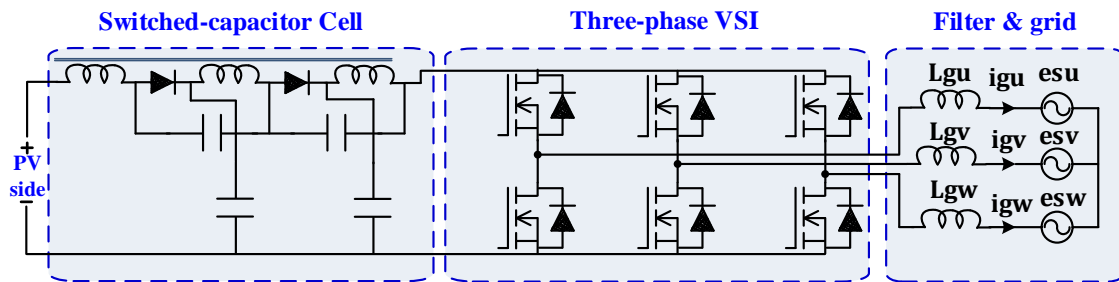 Switched-capacitor Cell
Three-phase VSI
Filter & grid
Lgu igu esu
Lgv igv esv
Lgw igw esw
+
PV
side
-